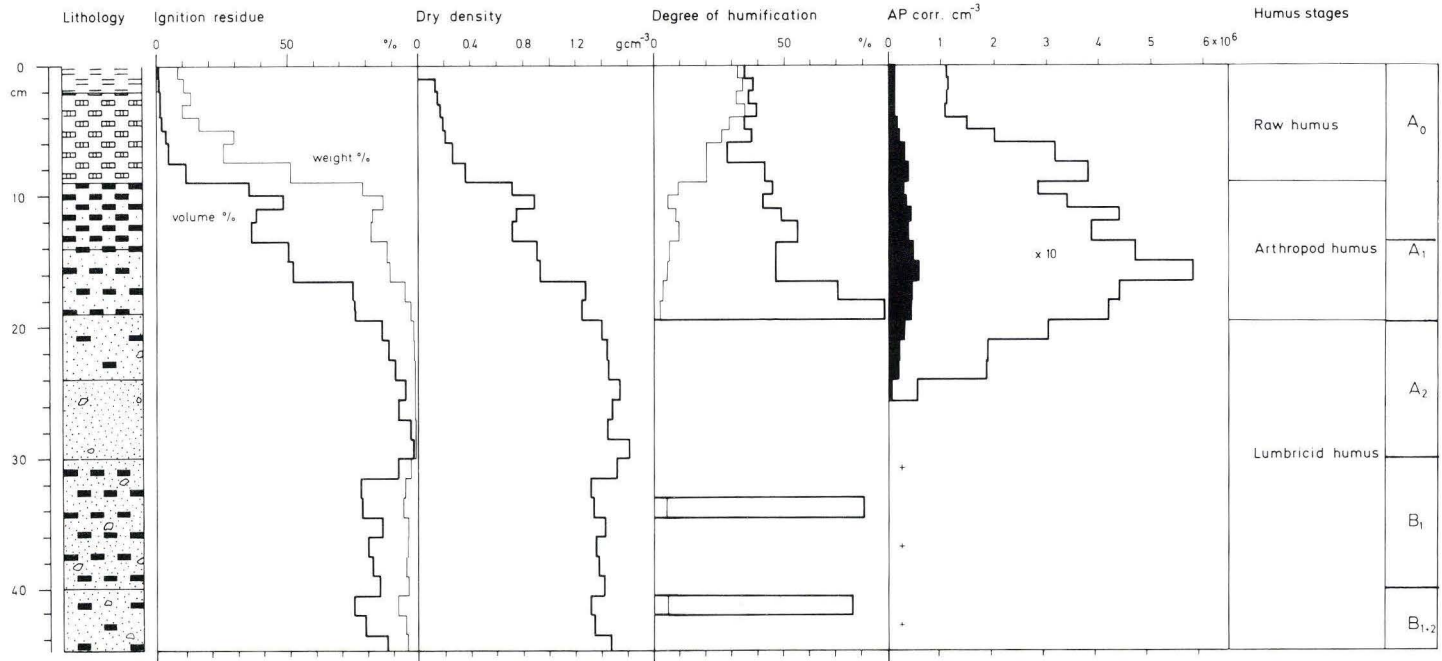 Lithology Ignition residue Dry density Degree of humification AP corr. cm⁻³ Humus stages
0 50 % 0 0.4 0.8 1.2 gcm⁻³ 0 50 % 0 1 2 3 4 5 6×10⁶
0
cm
10
20
30
40
weight %
volume %
× 10
Raw humus
Arthropod humus
Lumbricid humus
A₀
A₁
A₂
B₁
B₁₊₂
+
+
+